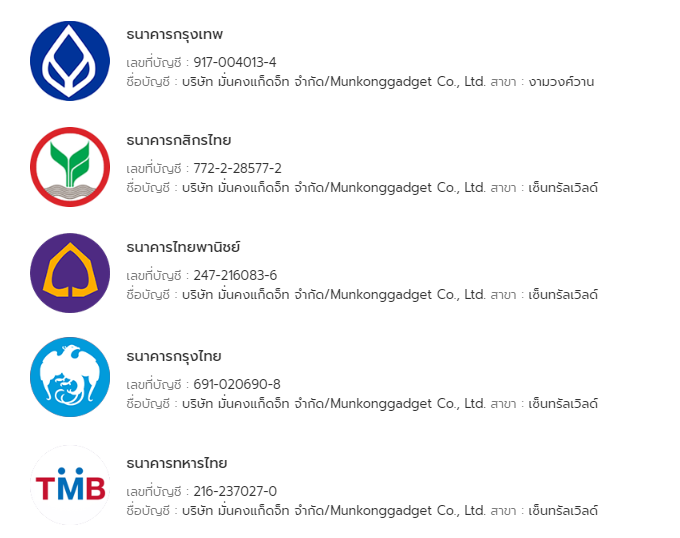 ธนาคารกรุงเทพ
เลขที่บัญชี : 917-004013-4
ชื่อบัญชี : บริษัท มั่นคงแก็ดจ็ท จำกัด/Munkonggadget Co., Ltd. สาขา : งามวงศ์วาน
ธนาคารกสิกรไทย
เลขที่บัญชี : 772-2-28577-2
ชื่อบัญชี : บริษัท มั่นคงแก็ดจ็ท จำกัด/Munkonggadget Co., Ltd. สาขา : เซ็นทรัลเวิลด์
ธนาคารไทยพานิชย์
เลขที่บัญชี : 247-216083-6
ชื่อบัญชี : บริษัท มั่นคงแก็ดจ็ท จำกัด/Munkonggadget Co., Ltd. สาขา : เซ็นทรัลเวิลด์
ธนาคารกรุงไทย
เลขที่บัญชี : 691-020690-8
ชื่อบัญชี : บริษัท มั่นคงแก็ดจ็ท จำกัด/Munkonggadget Co., Ltd. สาขา : เซ็นทรัลเวิลด์
TMB
ธนาคารทหารไทย
เลขที่บัญชี : 216-237027-0
ชื่อบัญชี : บริษัท มั่นคงแก็ดจ็ท จำกัด/Munkonggadget Co., Ltd. สาขา : เซ็นทรัลเวิลด์